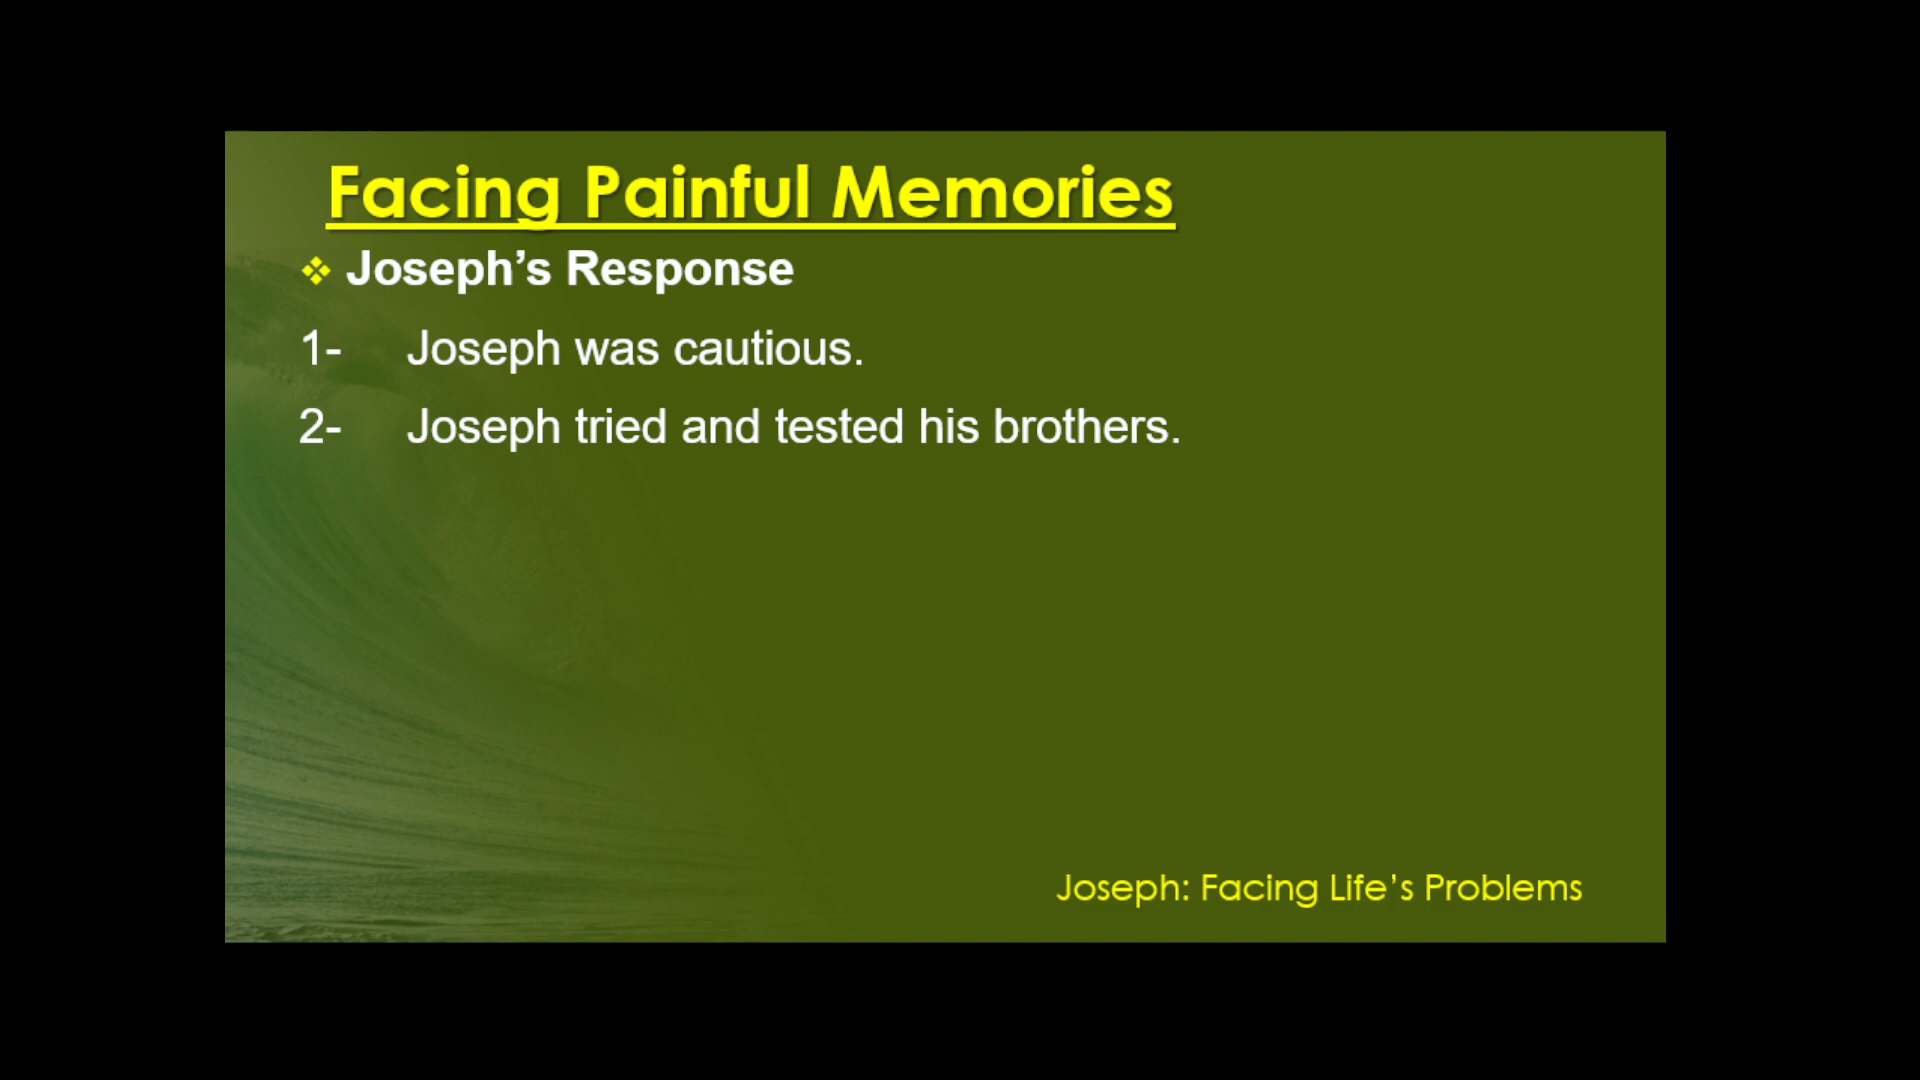 Facing Painful Memories
❖ Joseph’s Response
1- Joseph was cautious.
2- Joseph tried and tested his brothers.
Joseph: Facing Life’s Problems